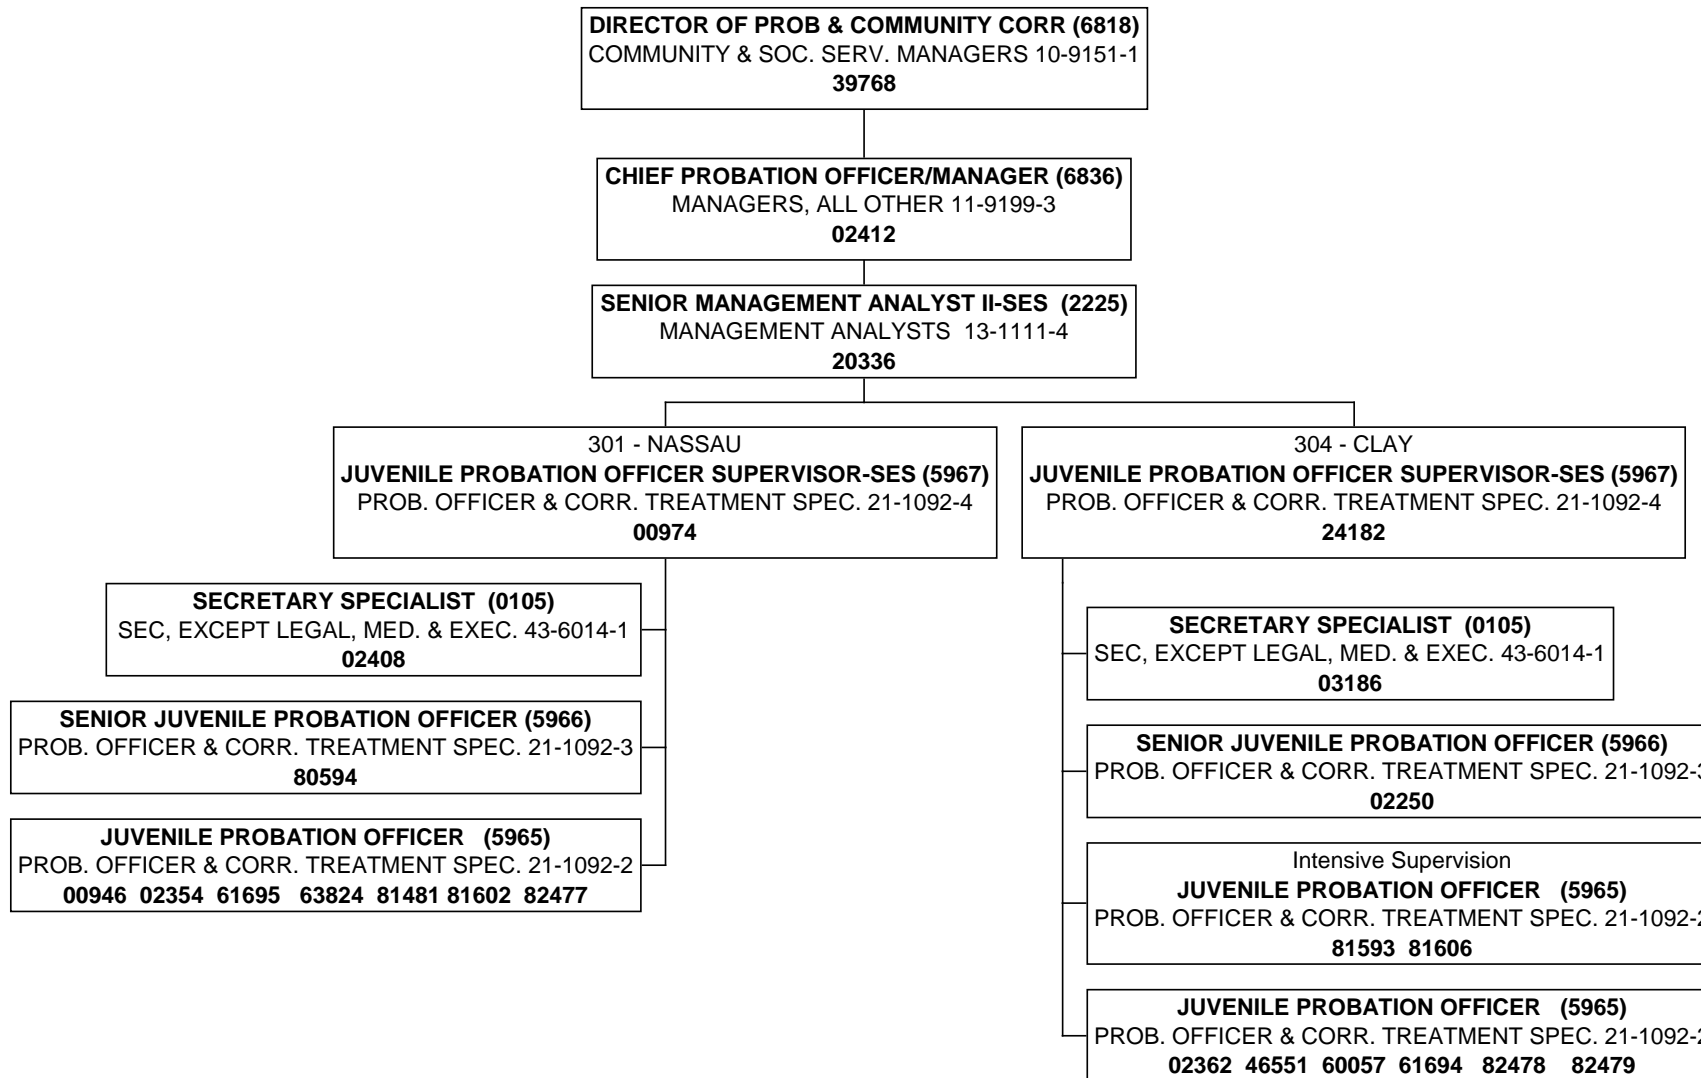 DIRECTOR OF PROB & COMMUNITY CORR (6818)
COMMUNITY & SOC. SERV. MANAGERS 10-9151-1
39768
CHIEF PROBATION OFFICER/MANAGER (6836)
MANAGERS, ALL OTHER 11-9199-3
02412
SENIOR MANAGEMENT ANALYST II-SES (2225)
MANAGEMENT ANALYSTS 13-1111-4
20336
301 - NASSAU
JUVENILE PROBATION OFFICER SUPERVISOR-SES (5967)
PROB. OFFICER & CORR. TREATMENT SPEC. 21-1092-4
00974
SECRETARY SPECIALIST (0105)
SEC, EXCEPT LEGAL, MED. & EXEC. 43-6014-1
02408
SENIOR JUVENILE PROBATION OFFICER (5966)
PROB. OFFICER & CORR. TREATMENT SPEC. 21-1092-3
80594
JUVENILE PROBATION OFFICER (5965)
PROB. OFFICER & CORR. TREATMENT SPEC. 21-1092-2
00946 02354 61695 63824 81481 81602 82477
304 - CLAY
JUVENILE PROBATION OFFICER SUPERVISOR-SES (5967)
PROB. OFFICER & CORR. TREATMENT SPEC. 21-1092-4
24182
SECRETARY SPECIALIST (0105)
SEC, EXCEPT LEGAL, MED. & EXEC. 43-6014-1
03186
SENIOR JUVENILE PROBATION OFFICER (5966)
PROB. OFFICER & CORR. TREATMENT SPEC. 21-1092-3
02250
Intensive Supervision
JUVENILE PROBATION OFFICER (5965)
PROB. OFFICER & CORR. TREATMENT SPEC. 21-1092-2
81593 81606
JUVENILE PROBATION OFFICER (5965)
PROB. OFFICER & CORR. TREATMENT SPEC. 21-1092-2
02362 46551 60057 61694 82478 82479